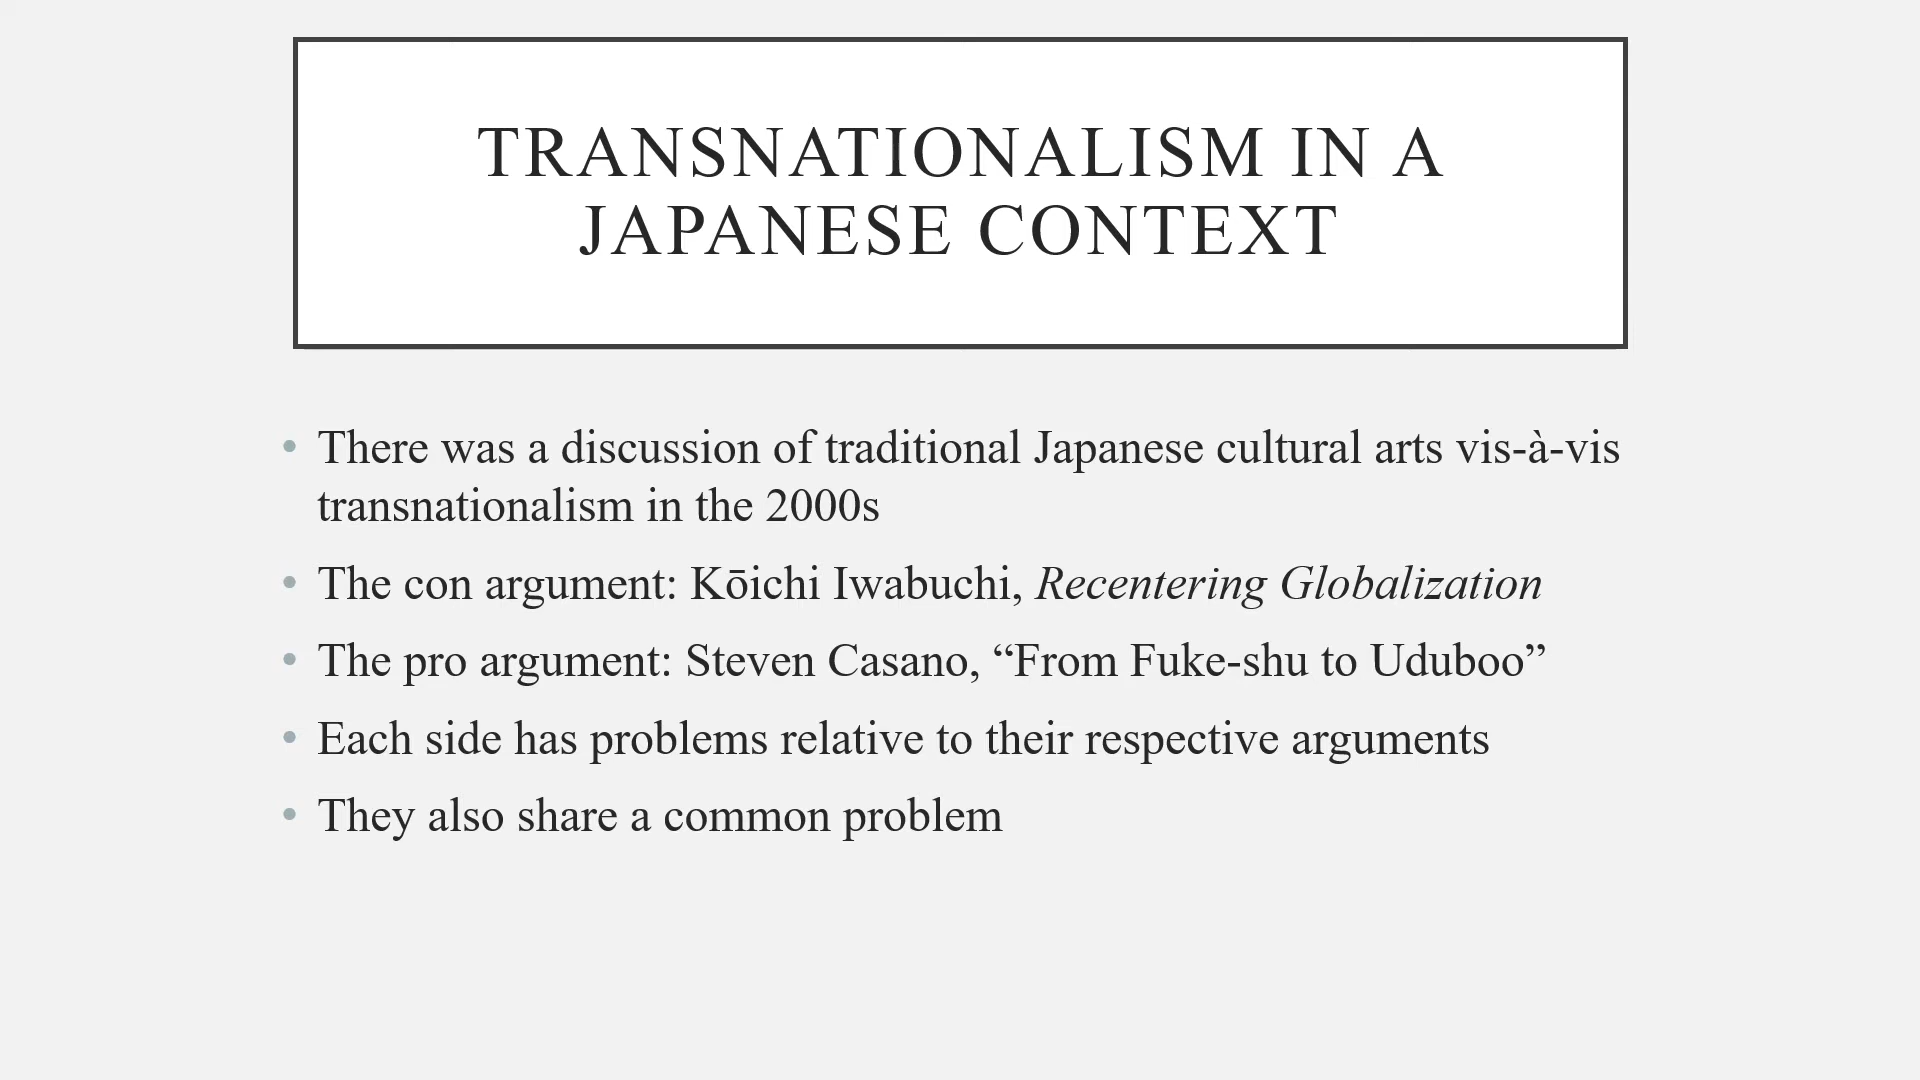 TRANSNATIONALISM IN A
JAPANESE CONTEXT
• There was a discussion of traditional Japanese cultural arts vis-à-vis
transnationalism in the 2000s
• The con argument: Kōichi Iwabuchi, Recentering Globalization
• The pro argument: Steven Casano, “From Fuke-shu to Uduboo”
• Each side has problems relative to their respective arguments
• They also share a common problem